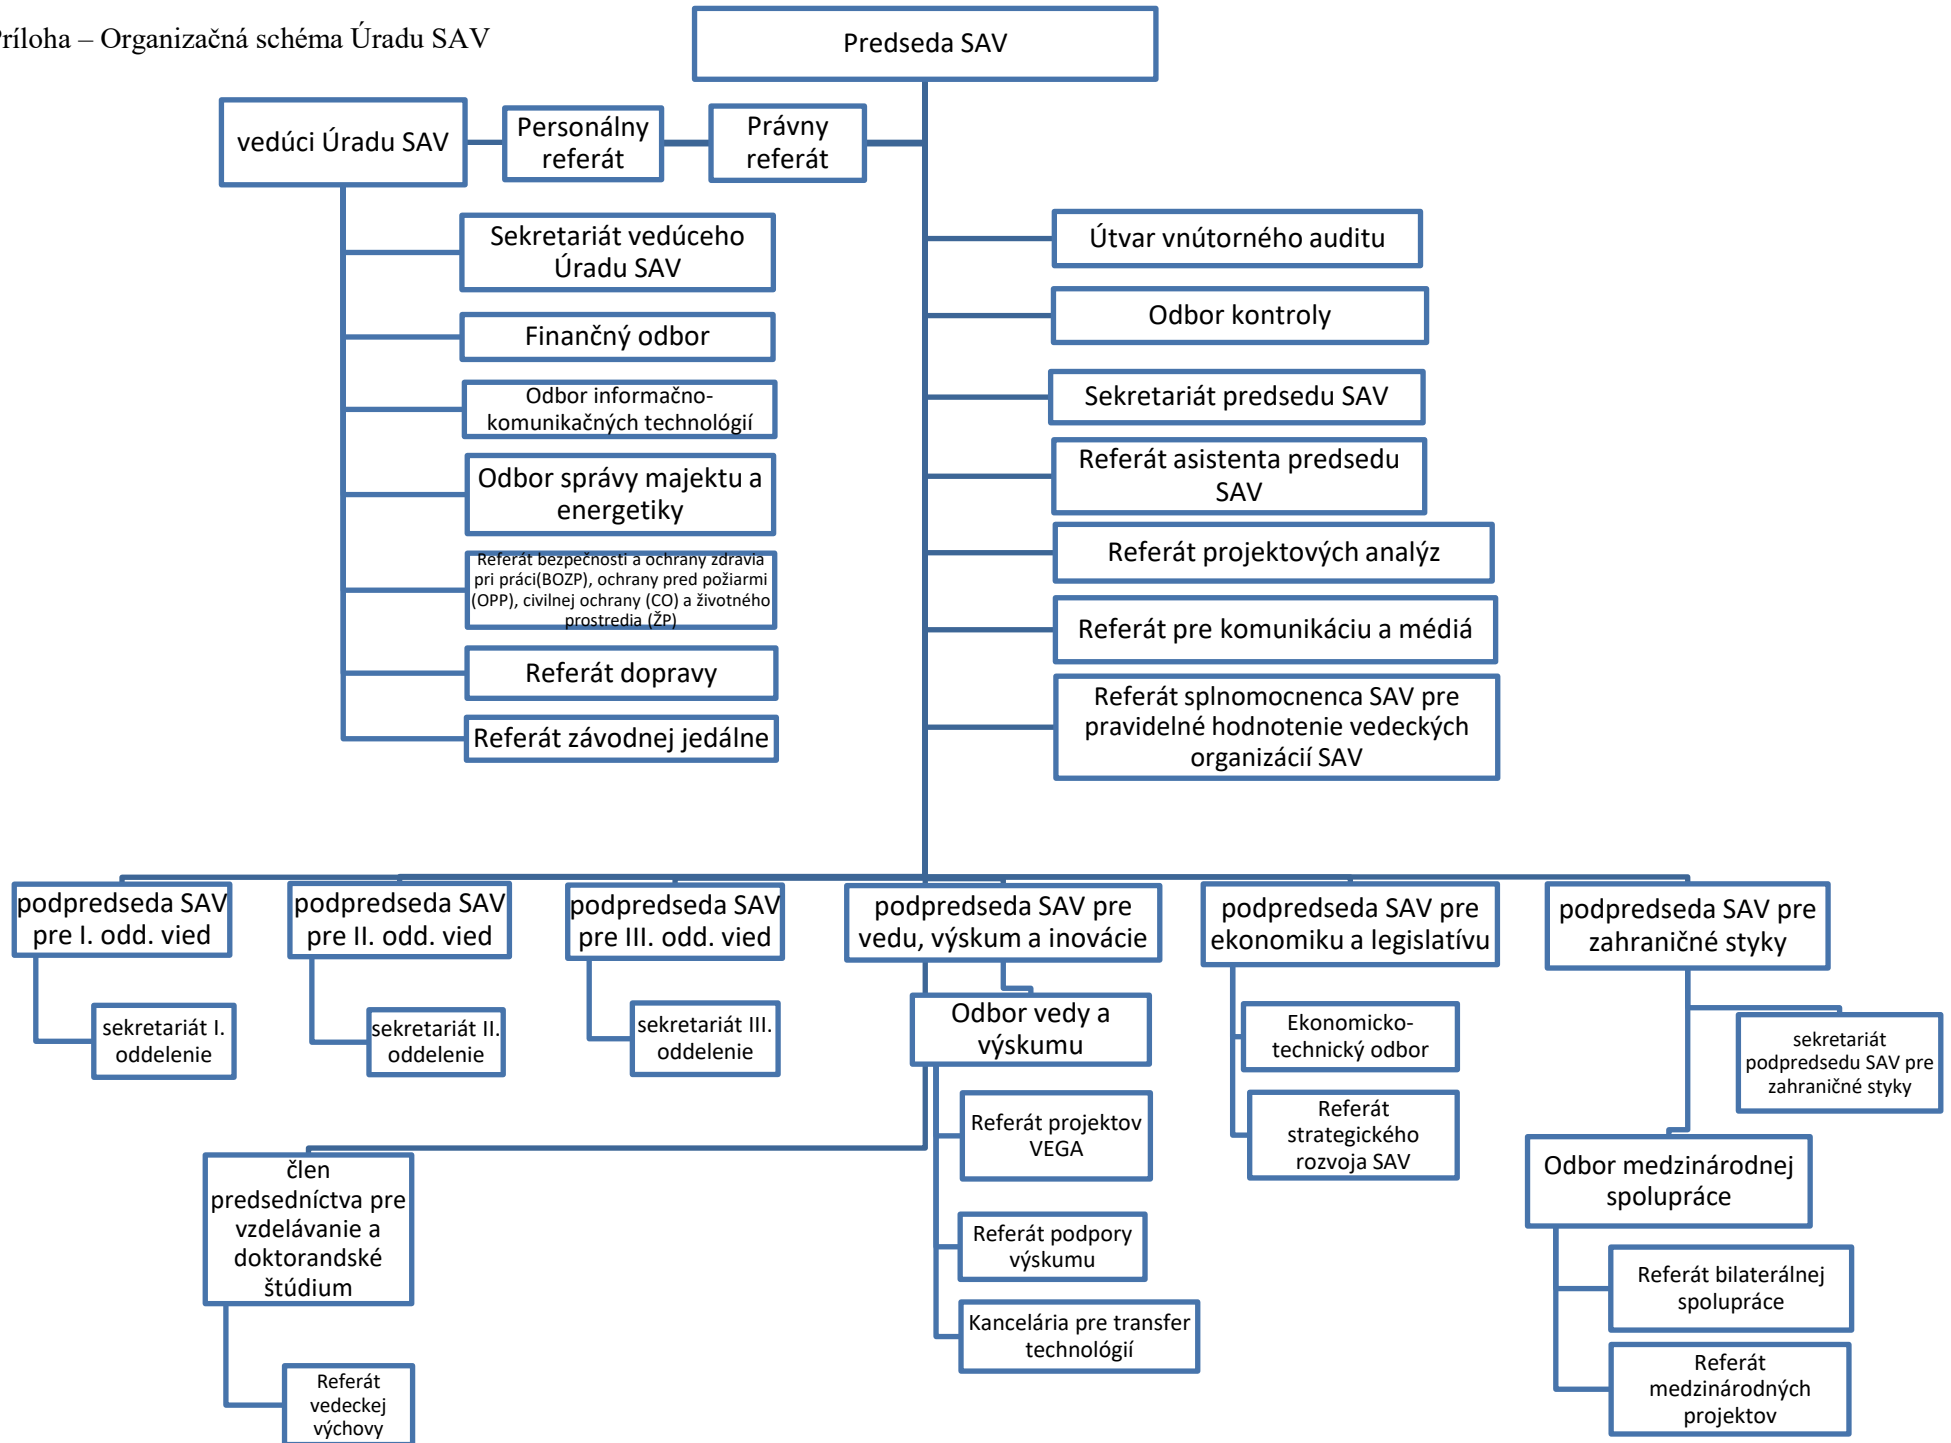 Príloha – Organizačná schéma Úradu SAV
Predseda SAV
vedúci Úradu SAV
Personálny
referát
Právny
referát
Sekretariát vedúceho
Úradu SAV
Finančný odbor
Odbor informačno-
komunikačných technológií
Odbor správy majektu a
energetiky
Referát bezpečnosti a ochrany zdravia
pri práci(BOZP), ochrany pred požiarmi
(OPP), civilnej ochrany (CO) a životného
prostredia (ŽP)
Referát dopravy
Referát závodnej jedálne
Útvar vnútorného auditu
Odbor kontroly
Sekretariát predsedu SAV
Referát asistenta predsedu
SAV
Referát projektových analýz
Referát pre komunikáciu a médiá
Referát splnomocnenca SAV pre
pravidelné hodnotenie vedeckých
organizácií SAV
podpredseda SAV
pre I. odd. vied
sekretariát I.
oddelenie
podpredseda SAV
pre II. odd. vied
sekretariát II.
oddelenie
podpredseda SAV
pre III. odd. vied
sekretariát III.
oddelenie
podpredseda SAV pre
vedu, výskum a inovácie
Odbor vedy a
výskumu
Referát projektov
VEGA
Referát podpory
výskumu
Kancelária pre transfer
technológií
podpredseda SAV pre
ekonomiku a legislatívu
Ekonomicko-
technický odbor
Referát
strategického
rozvoja SAV
podpredseda SAV pre
zahraničné styky
sekretariát
podpredsedu SAV pre
zahraničné styky
Odbor medzinárodnej
spolupráce
Referát bilaterálnej
spolupráce
Referát
medzinárodných
projektov
člen
predsedníctva pre
vzdelávanie a
doktorandské
štúdium
Referát
vedeckej
výchovy